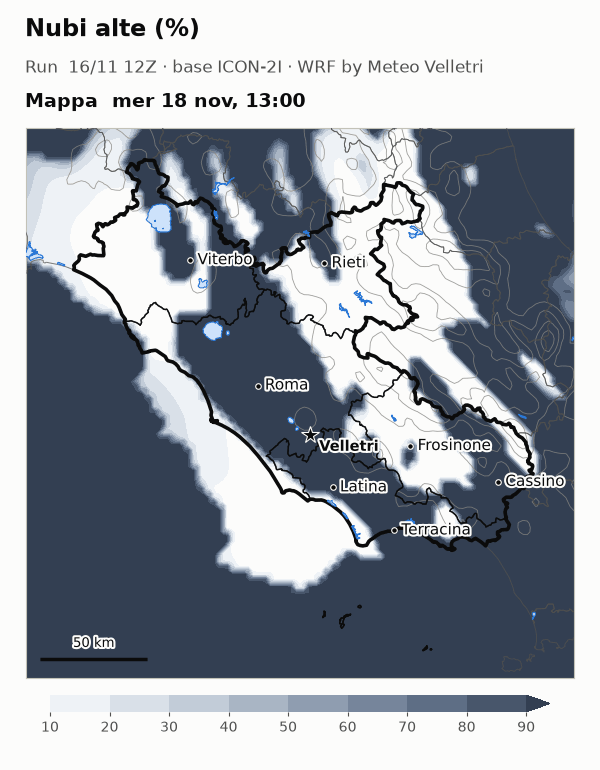 Nubi alte (%)
Run 16/11 12Z · base ICON-2I · WRF by Meteo Velletri
Mappa mer 18 nov, 13:00
Viterbo
Rieti
Roma
Velletri
Frosinone
Latina
Cassino
Terracina
50 km
10 20 30 40 50 60 70 80 90